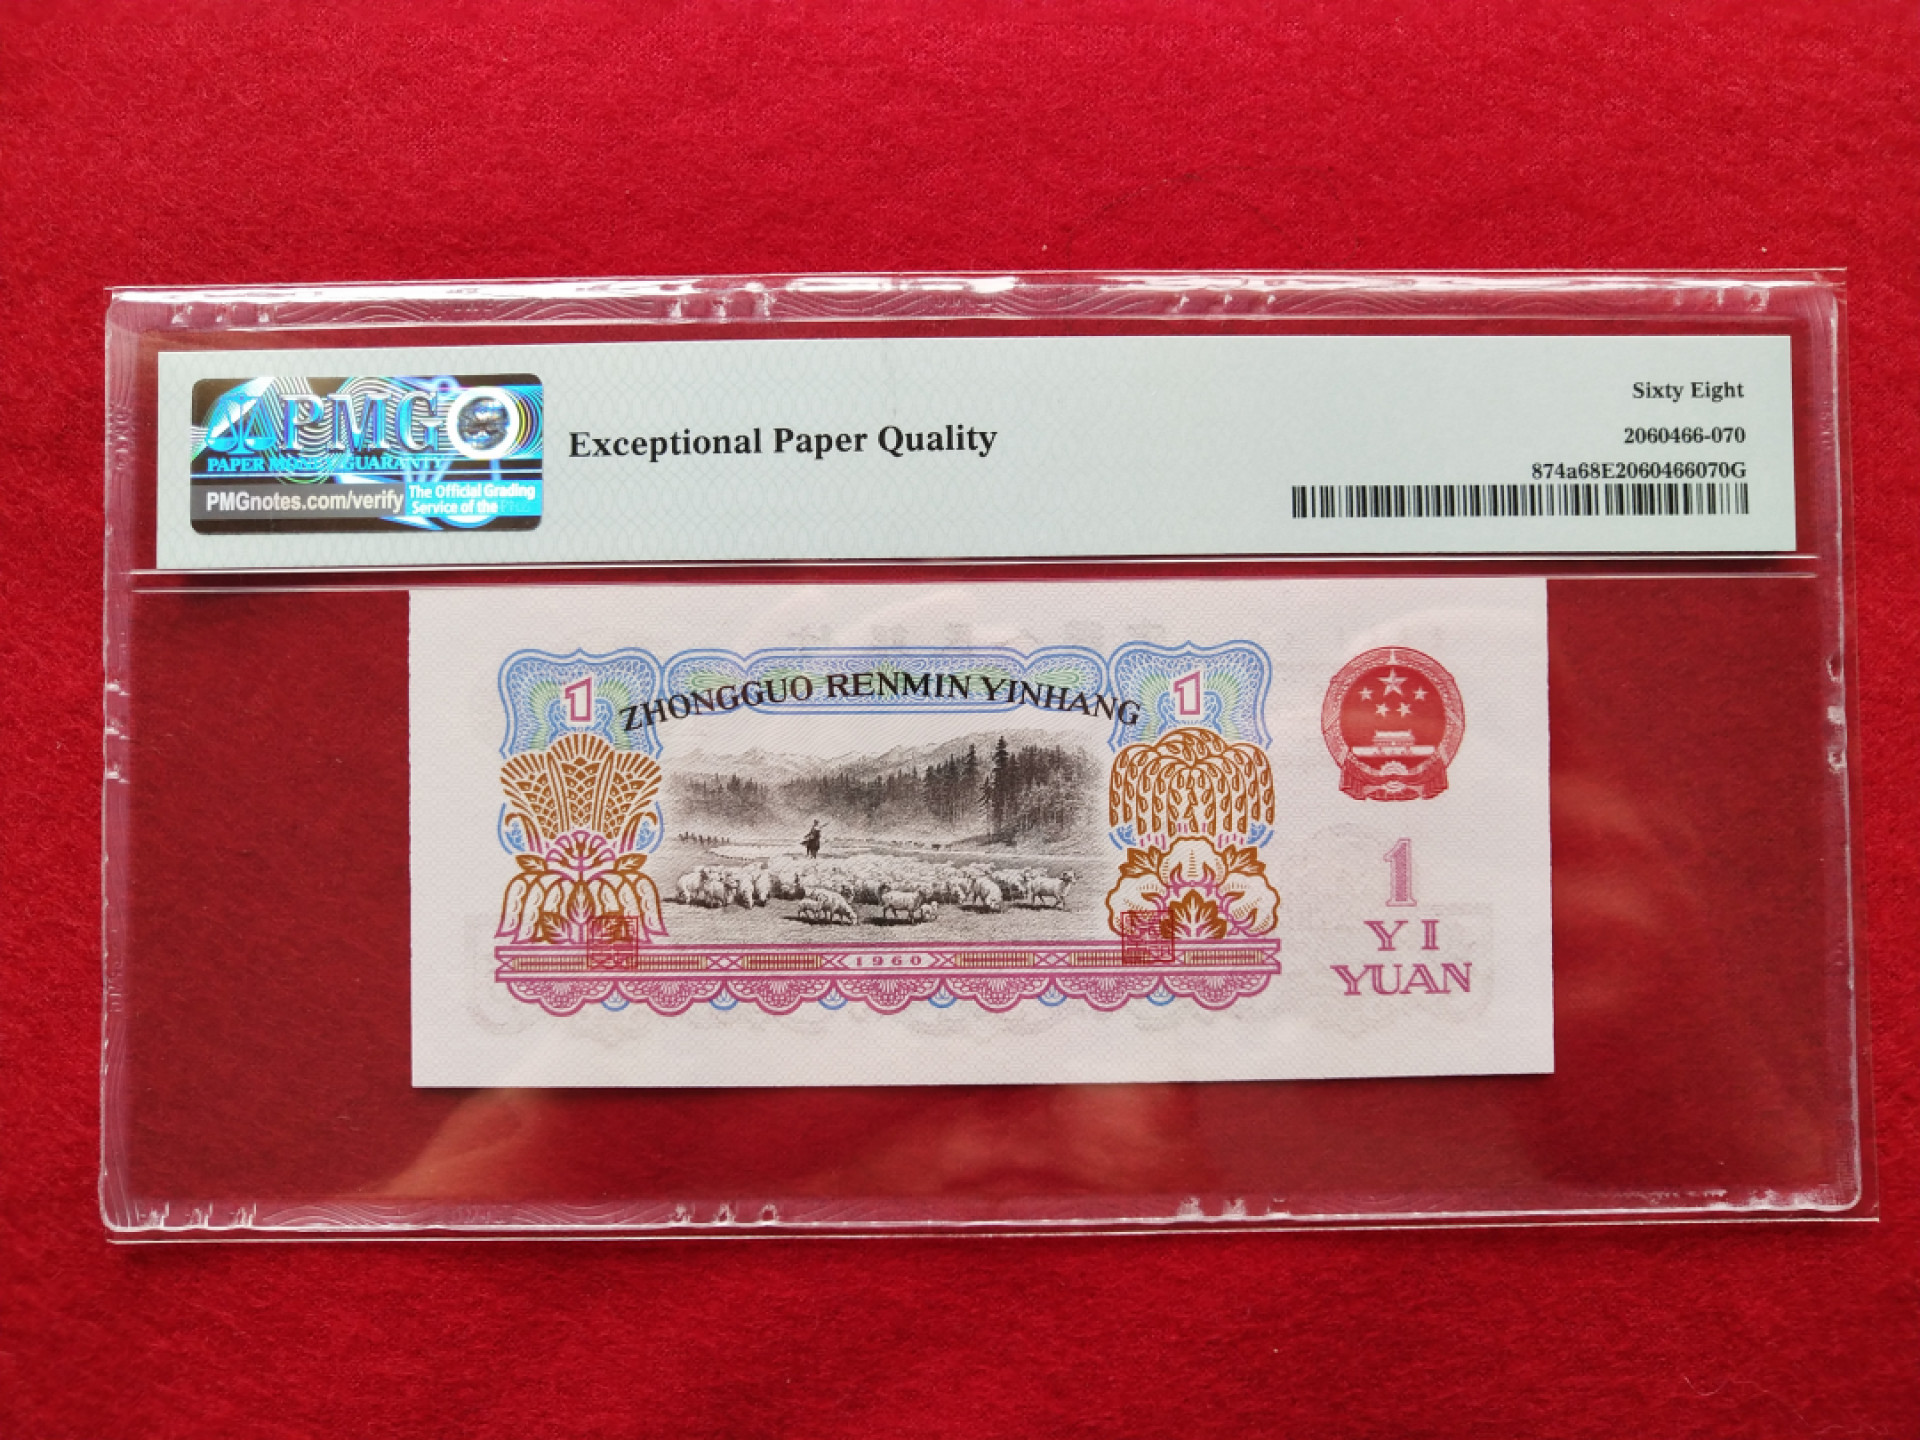 PMG
PAPER MONEY GUARANTY
PMGnotes.com/verify
The Official Grading
Service of the
Exceptional Paper Quality
Sixty Eight
2060466-070
874a68E2060466070G
1
ZHONGGUO RENMIN YINHANG
1
1960
1
YI
YUAN